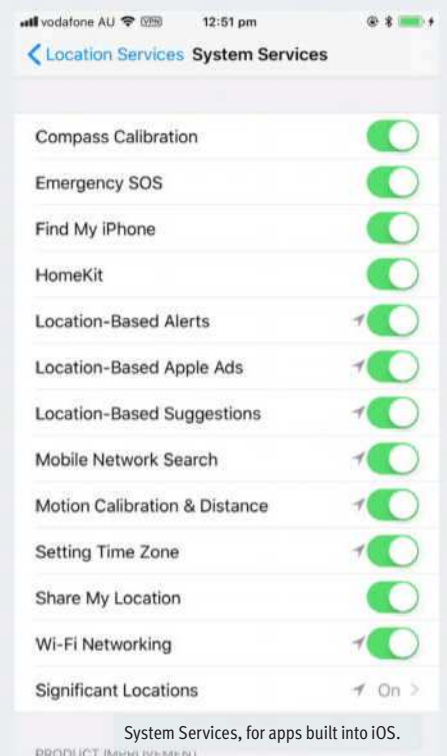 vodafone AU VPN 12:51 pm
Location Services System Services
Compass Calibration
Emergency SOS
Find My iPhone
HomeKit
Location-Based Alerts
Location-Based Apple Ads
Location-Based Suggestions
Mobile Network Search
Motion Calibration & Distance
Setting Time Zone
Share My Location
Wi-Fi Networking
Significant Locations On
System Services, for apps built into iOS.
PRODUCT IMPROVEMENT